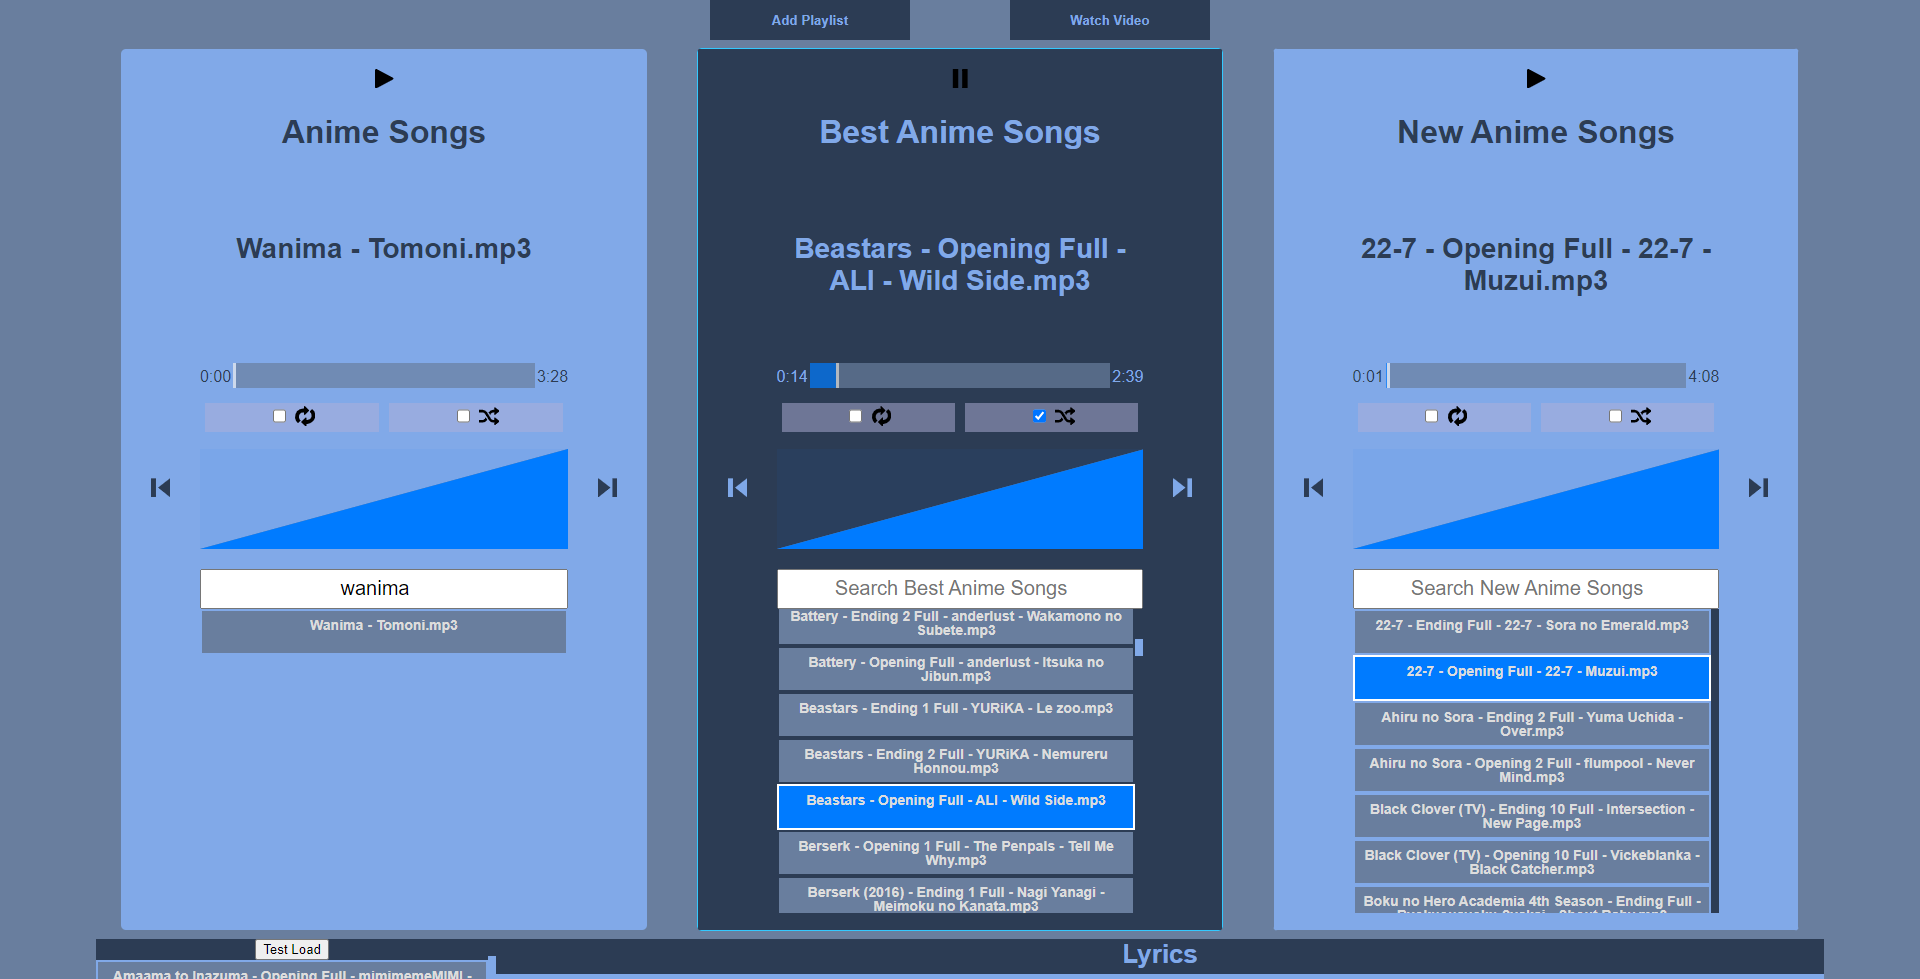 Add Playlist
Watch Video
Anime Songs
Wanima - Tomoni.mp3
0:00
3:28
wanima
Wanima - Tomoni.mp3
Best Anime Songs
Beastars - Opening Full -
ALI - Wild Side.mp3
0:14
2:39
Search Best Anime Songs
Battery - Ending 2 Full - anderlust - Wakamono no
Subete.mp3
Battery - Opening Full - anderlust - Itsuka no
Jibun.mp3
Beastars - Ending 1 Full - YURiKA - Le zoo.mp3
Beastars - Ending 2 Full - YURiKA - Nemureru
Honnou.mp3
Beastars - Opening Full - ALI - Wild Side.mp3
Berserk - Opening 1 Full - The Penpals - Tell Me
Why.mp3
Berserk (2016) - Ending 1 Full - Nagi Yanagi -
Meimoku no Kanata.mp3
New Anime Songs
22-7 - Opening Full - 22-7 -
Muzui.mp3
0:01
4:08
Search New Anime Songs
22-7 - Ending Full - 22-7 - Sora no Emerald.mp3
22-7 - Opening Full - 22-7 - Muzui.mp3
Ahiru no Sora - Ending 2 Full - Yuma Uchida -
Over.mp3
Ahiru no Sora - Opening 2 Full - flumpool - Never
Mind.mp3
Black Clover (TV) - Ending 10 Full - Intersection -
New Page.mp3
Black Clover (TV) - Opening 10 Full - Vickeblanka -
Black Catcher.mp3
Boku no Hero Academia 4th Season - Ending Full -
Test Load
Amaama to Inazuma - Opening Full - mimimemeMIMI -
Lyrics